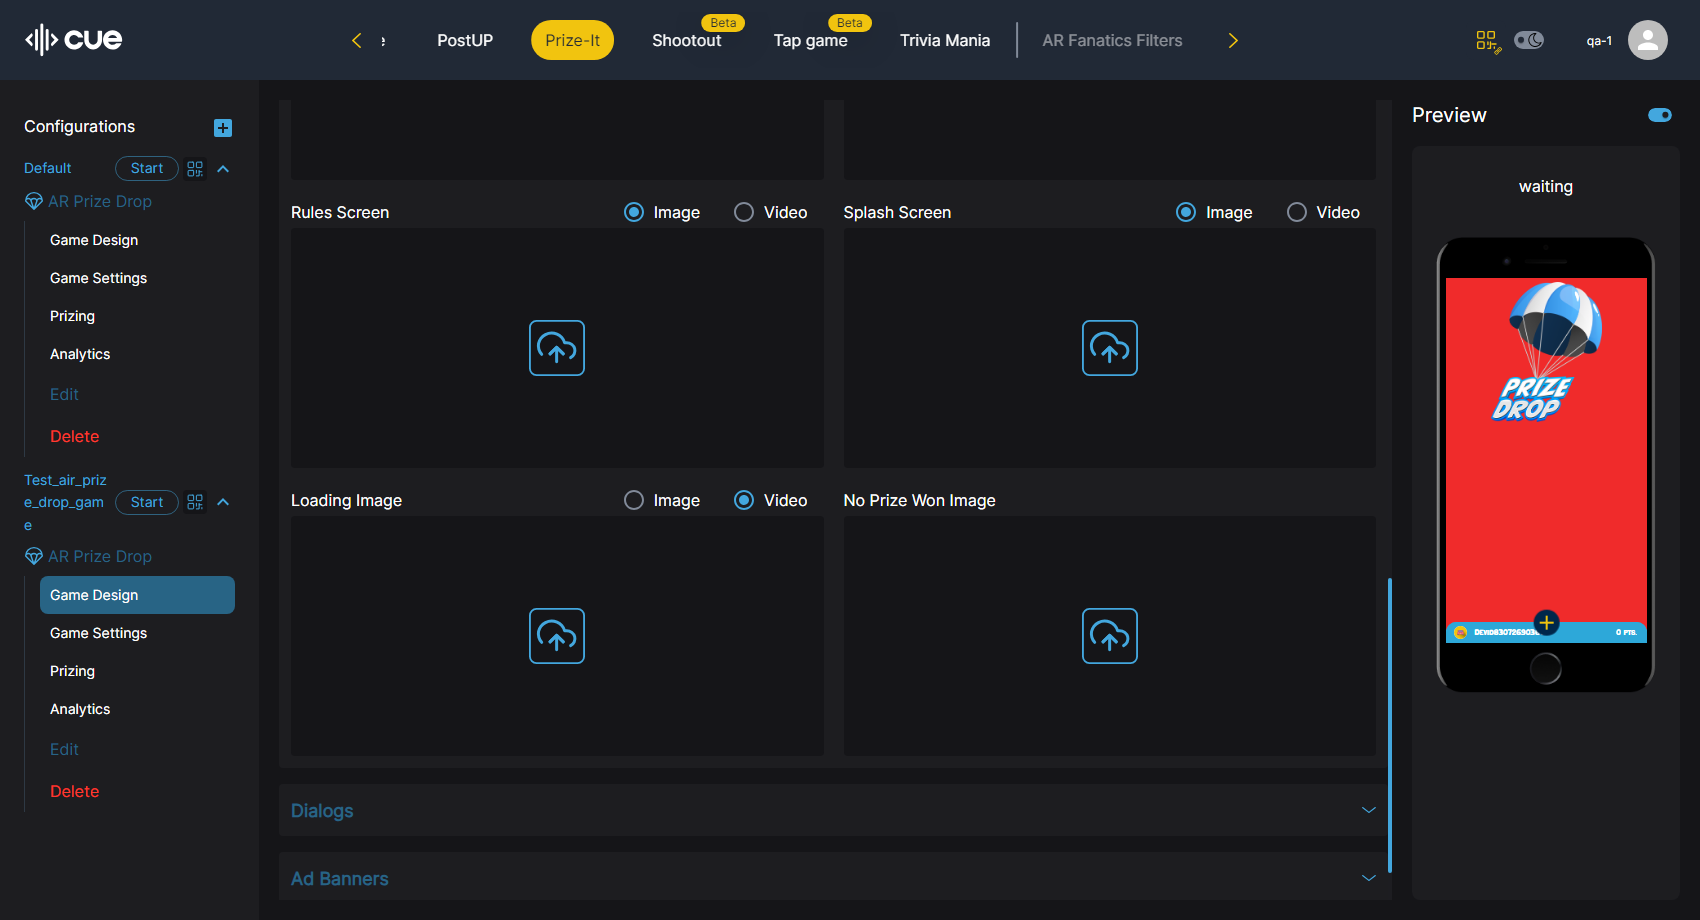 cue
PostUP
Prize-It
Shootout
Beta
Tap game
Beta
Trivia Mania
AR Fanatics Filters
qa-1
Configurations
Default
Start
AR Prize Drop
Game Design
Game Settings
Prizing
Analytics
Edit
Delete
Test_air_priz
e_drop_gam
e
Start
AR Prize Drop
Game Design
Game Settings
Prizing
Analytics
Edit
Delete
Rules Screen
Image
Video
Splash Screen
Image
Video
Loading Image
Image
Video
No Prize Won Image
Dialogs
Ad Banners
Preview
waiting
PRIZE
DROP
0 PTS.